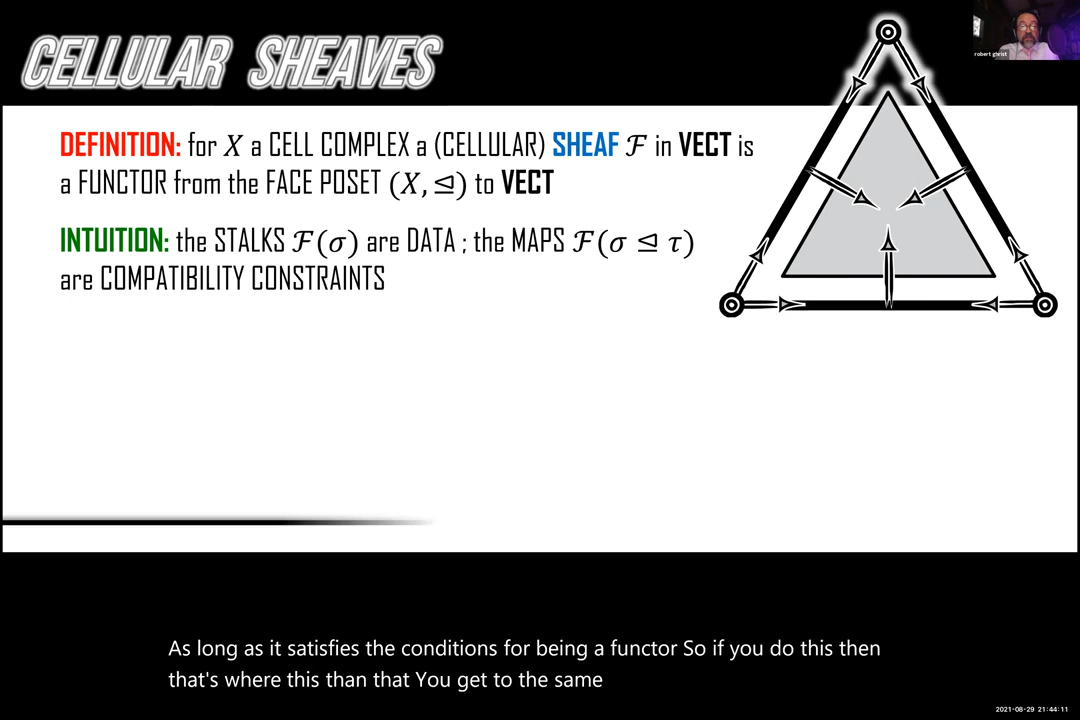 CELLULAR SHEAVES
robert ghrist
DEFINITION: for X a CELL COMPLEX a (CELLULAR) SHEAF ℱ in VECT is
a FUNCTOR from the FACE POSET (X, ⊴) to VECT
INTUITION: the STALKS ℱ(σ) are DATA ; the MAPS ℱ(σ ⊴ τ)
are COMPATIBILITY CONSTRAINTS
As long as it satisfies the conditions for being a functor So if you do this then
that's where this than that You get to the same
2021-08-29 21:44:11